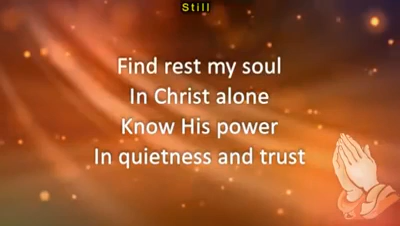 Still
Find rest my soul
In Christ alone
Know His power
In quietness and trust